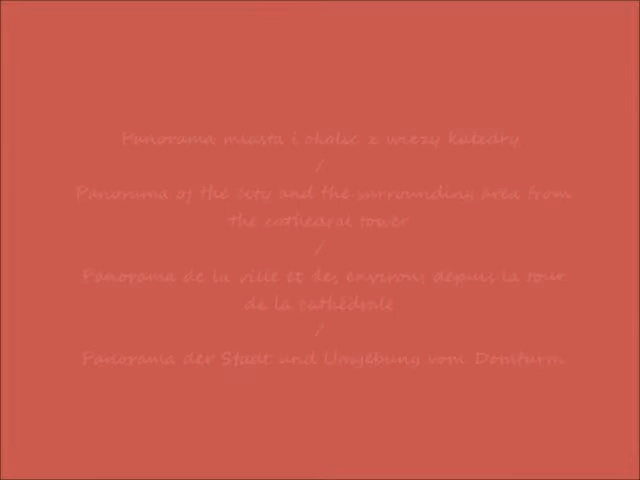 Panorama miasta i okolic z wieży katedry
/
Panorama of the city and the surrounding area from
the cathedral tower
/
Panorama de la ville et des environs depuis la tour
de la cathédrale
/
Panorama der Stadt und Umgebung vom Domturm